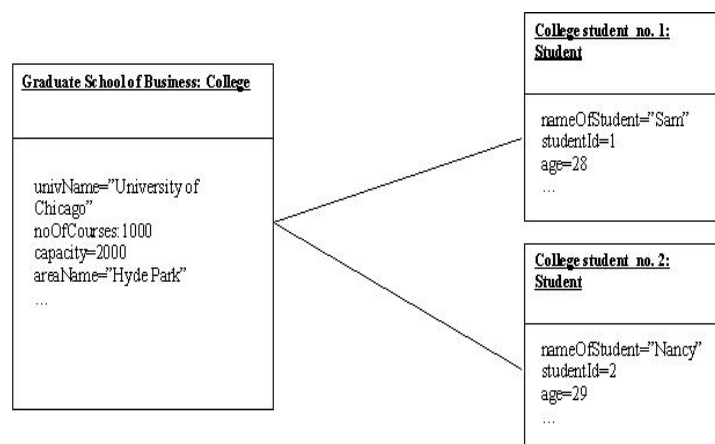 Graduate School of Business: College
univName="University of
Chicago"
noOfCourses:1000
capacity=2000
areaName="Hyde Park"
...
College student no. 1:
Student
nameOfStudent="Sam"
studentId=1
age=28
...
College student no. 2:
Student
nameOfStudent="Nancy"
studentId=2
age=29
...